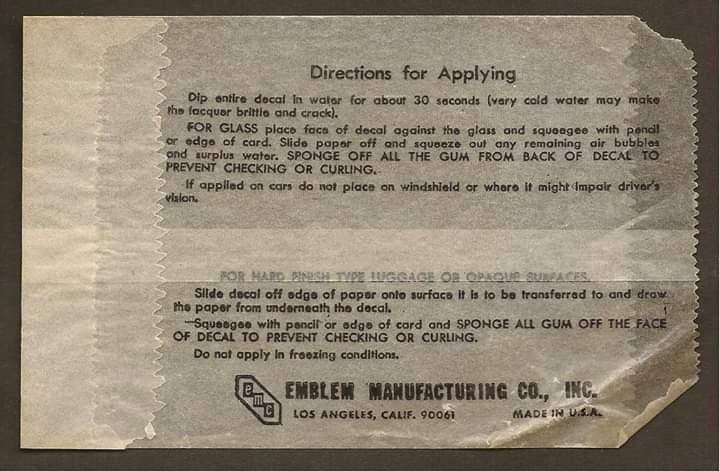 Directions for Applying
Dip entire decal in water for about 30 seconds (very cold water may make
the lacquer brittle and crack).
FOR GLASS place face of decal against the glass and squeegee with pencil
or edge of card. Slide paper off and squeeze out any remaining air bubbles
and surplus water. SPONGE OFF ALL THE GUM FROM BACK OF DECAL TO
PREVENT CHECKING OR CURLING.
If applied on cars do not place on windshield or where it might impair driver's
vision.
FOR HARD FINISH TYPE LUGGAGE OR OPAQUE SURFACES.
Slide decal off edge of paper onto surface it is to be transferred to and draw
the paper from underneath the decal.
Squeegee with pencil or edge of card and SPONGE ALL GUM OFF THE FACE
OF DECAL TO PREVENT CHECKING OR CURLING.
Do not apply in freezing conditions.
emc EMBLEM MANUFACTURING CO., INC.
LOS ANGELES, CALIF. 90061 MADE IN U.S.A.